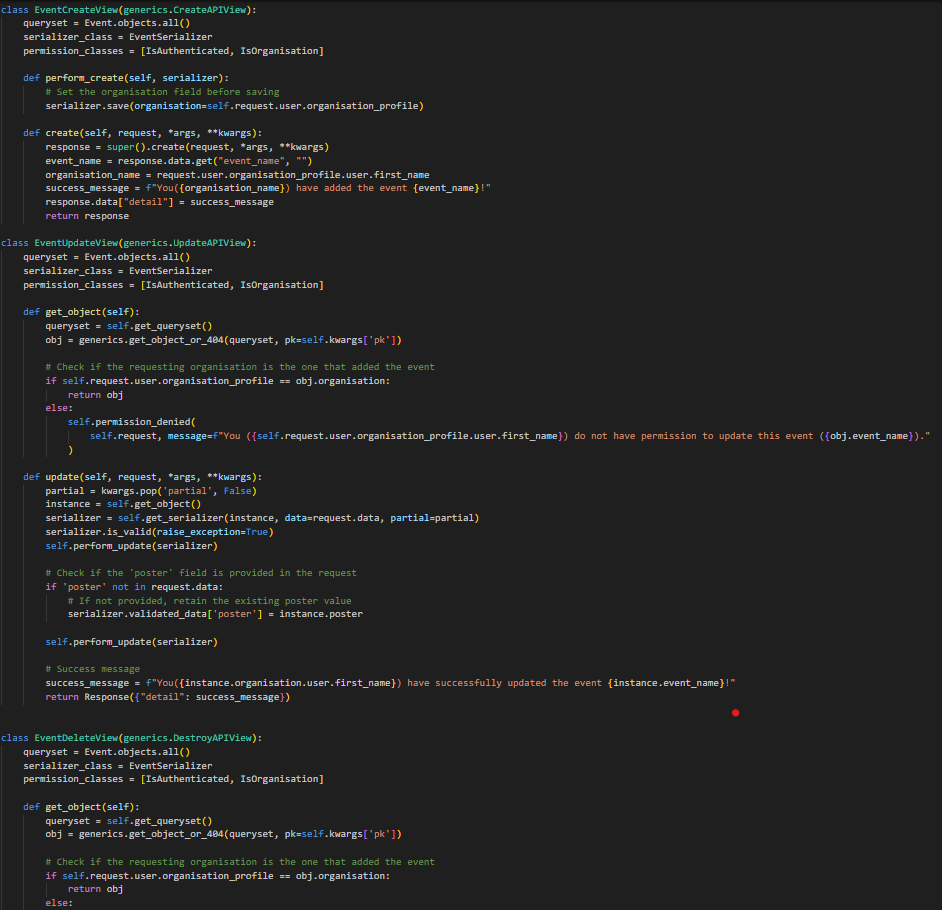 class EventCreateView(generics.CreateAPIView):
    queryset = Event.objects.all()
    serializer_class = EventSerializer
    permission_classes = [IsAuthenticated, IsOrganisation]

    def perform_create(self, serializer):
        # Set the organisation field before saving
        serializer.save(organisation=self.request.user.organisation_profile)

    def create(self, request, *args, **kwargs):
        response = super().create(request, *args, **kwargs)
        event_name = response.data.get("event_name", "")
        organisation_name = request.user.organisation_profile.user.first_name
        success_message = f"You({organisation_name}) have added the event {event_name}!"
        response.data["detail"] = success_message
        return response

class EventUpdateView(generics.UpdateAPIView):
    queryset = Event.objects.all()
    serializer_class = EventSerializer
    permission_classes = [IsAuthenticated, IsOrganisation]

    def get_object(self):
        queryset = self.get_queryset()
        obj = generics.get_object_or_404(queryset, pk=self.kwargs['pk'])

        # Check if the requesting organisation is the one that added the event
        if self.request.user.organisation_profile == obj.organisation:
            return obj
        else:
            self.permission_denied(
                self.request, message=f"You ({self.request.user.organisation_profile.user.first_name}) do not have permission to update this event ({obj.event_name})."
            )

    def update(self, request, *args, **kwargs):
        partial = kwargs.pop('partial', False)
        instance = self.get_object()
        serializer = self.get_serializer(instance, data=request.data, partial=partial)
        serializer.is_valid(raise_exception=True)
        self.perform_update(serializer)

        # Check if the 'poster' field is provided in the request
        if 'poster' not in request.data:
            # If not provided, retain the existing poster value
            serializer.validated_data['poster'] = instance.poster

        self.perform_update(serializer)

        # Success message
        success_message = f"You({instance.organisation.user.first_name}) have successfully updated the event {instance.event_name}!"
        return Response({"detail": success_message})

class EventDeleteView(generics.DestroyAPIView):
    queryset = Event.objects.all()
    serializer_class = EventSerializer
    permission_classes = [IsAuthenticated, IsOrganisation]

    def get_object(self):
        queryset = self.get_queryset()
        obj = generics.get_object_or_404(queryset, pk=self.kwargs['pk'])

        # Check if the requesting organisation is the one that added the event
        if self.request.user.organisation_profile == obj.organisation:
            return obj
        else: